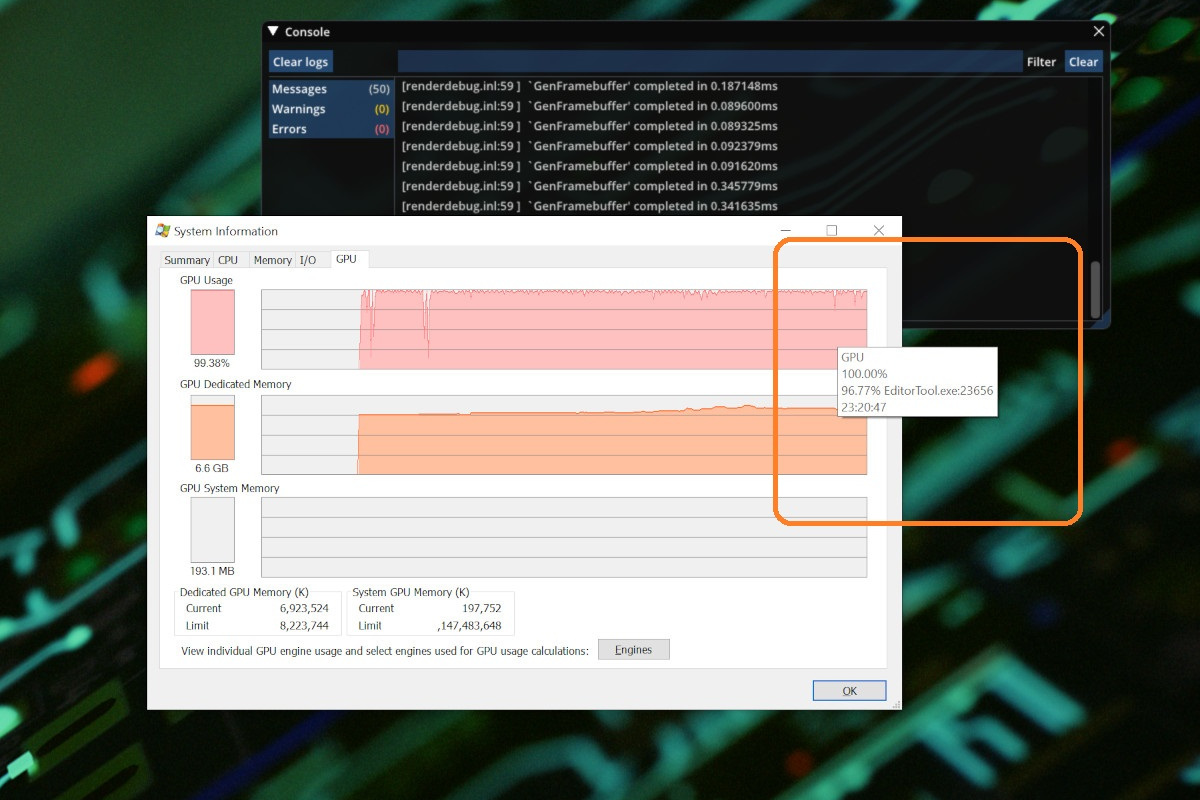 Console
Clear logs
Filter Clear
Messages (50)
Warnings (0)
Errors (0)
[renderdebug.inl:59 ] `GenFramebuffer' completed in 0.187148ms
[renderdebug.inl:59 ] `GenFramebuffer' completed in 0.089600ms
[renderdebug.inl:59 ] `GenFramebuffer' completed in 0.089325ms
[renderdebug.inl:59 ] `GenFramebuffer' completed in 0.092379ms
[renderdebug.inl:59 ] `GenFramebuffer' completed in 0.091620ms
[renderdebug.inl:59 ] `GenFramebuffer' completed in 0.345779ms
[renderdebug.inl:59 ] `GenFramebuffer' completed in 0.341635ms
System Information
Summary CPU Memory I/O GPU
GPU Usage
99.38%
GPU
100.00%
96.77% EditorTool.exe:23656
23:20:47
GPU Dedicated Memory
6.6 GB
GPU System Memory
193.1 MB
Dedicated GPU Memory (K)
Current 6,923,524
Limit 8,223,744
System GPU Memory (K)
Current 197,752
Limit ,147,483,648
View individual GPU engine usage and select engines used for GPU usage calculations:
Engines
OK